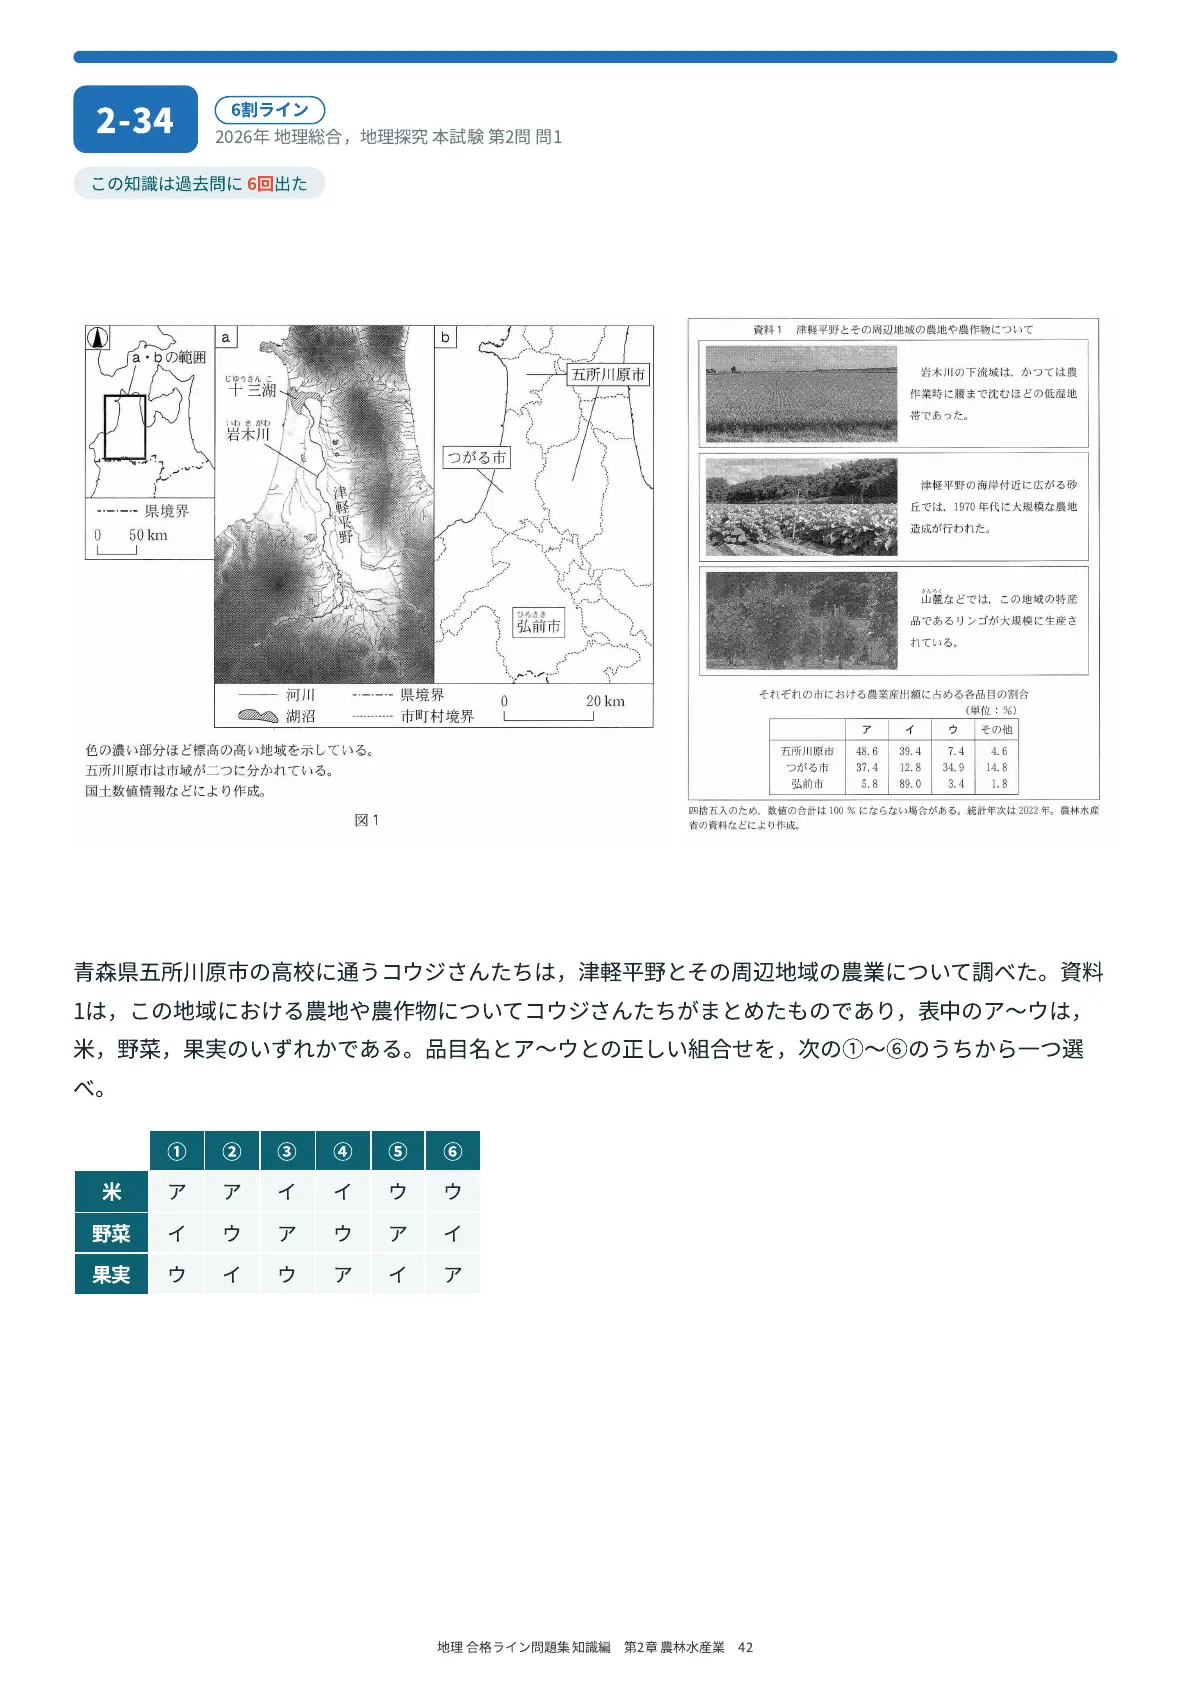 2-34
6割ライン
2026年 地理総合，地理探究 本試験 第2問 問1
この知識は過去問に 6回出た
a・bの範囲
県境界
0 50 km
a
じゅうさん こ
十三湖
いわ き がわ
岩木川
津軽平野
b
五所川原市
つがる市
ひろさき
弘前市
河川 県境界
湖沼 市町村境界
0 20 km
色の濃い部分ほど標高の高い地域を示している。
五所川原市は市域が二つに分かれている。
国土数値情報などにより作成。
図 1
資料 1 津軽平野とその周辺地域の農地や農作物について
岩木川の下流域は，かつては農
作業時に腰まで沈むほどの低湿地
帯であった。
津軽平野の海岸付近に広がる砂
丘では，1970 年代に大規模な農地
造成が行われた。
さんろく
山麓などでは，この地域の特産
品であるリンゴが大規模に生産さ
れている。
それぞれの市における農業産出額に占める各品目の割合
(単位：％)
ア イ ウ その他
五所川原市 48.6 39.4 7.4 4.6
つがる市 37.4 12.8 34.9 14.8
弘前市 5.8 89.0 3.4 1.8
四捨五入のため，数値の合計は 100 ％ にならない場合がある。統計年次は 2022 年。農林水産
省の資料などにより作成。
青森県五所川原市の高校に通うコウジさんたちは，津軽平野とその周辺地域の農業について調べた。資料
1は，この地域における農地や農作物についてコウジさんたちがまとめたものであり，表中のア～ウは，
米，野菜，果実のいずれかである。品目名とア～ウとの正しい組合せを，次の①～⑥のうちから一つ選
べ。
① ② ③ ④ ⑤ ⑥
米 ア ア イ イ ウ ウ
野菜 イ ウ ア ウ ア イ
果実 ウ イ ウ ア イ ア
地理 合格ライン問題集 知識編 第2章 農林水産業 42